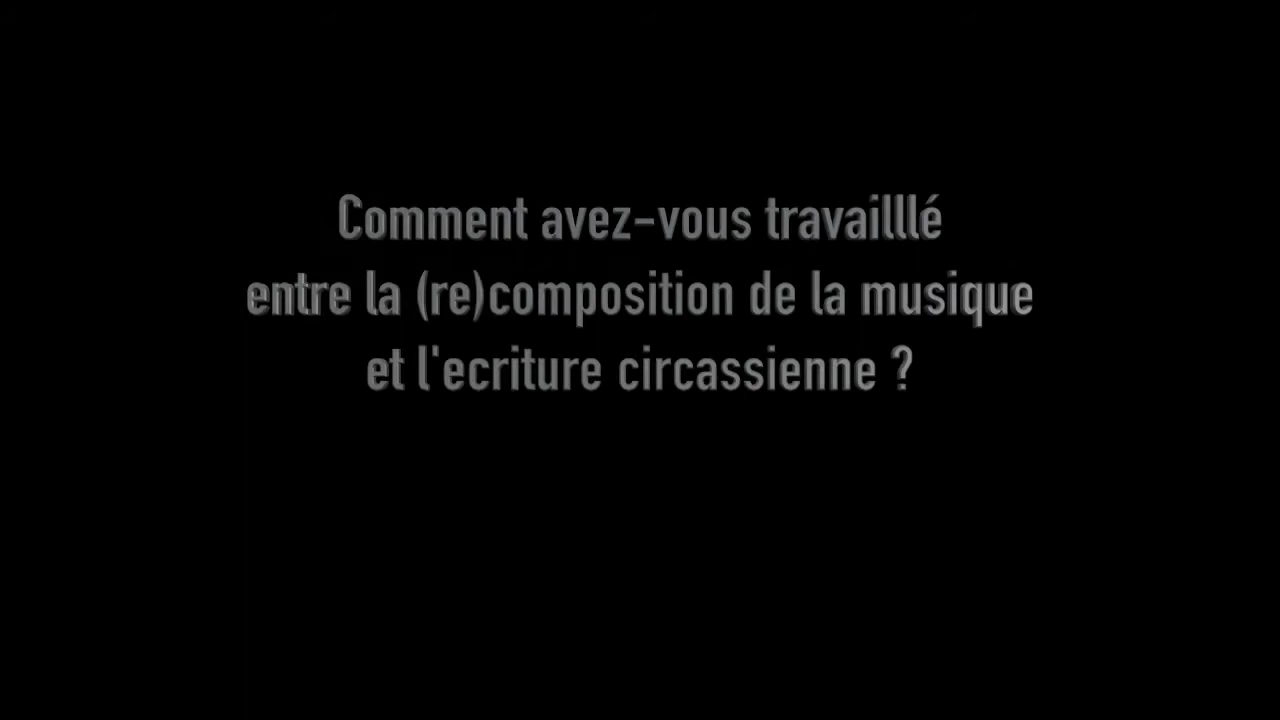 Comment avez-vous travailllé
entre la (re)composition de la musique
et l'ecriture circassienne ?